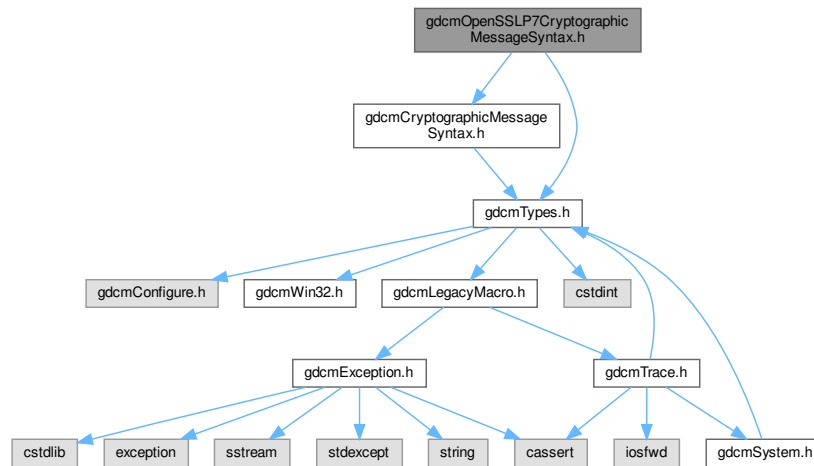 gdcmOpenSSLP7Cryptographic
MessageSyntax.h
gdcmCryptographicMessage
Syntax.h
gdcmTypes.h
gdcmConfigure.h
gdcmWin32.h
gdcmLegacyMacro.h
cstdint
gdcmException.h
gdcmTrace.h
cstdlib
exception
sstream
stdexcept
string
cassert
iosfwd
gdcmSystem.h